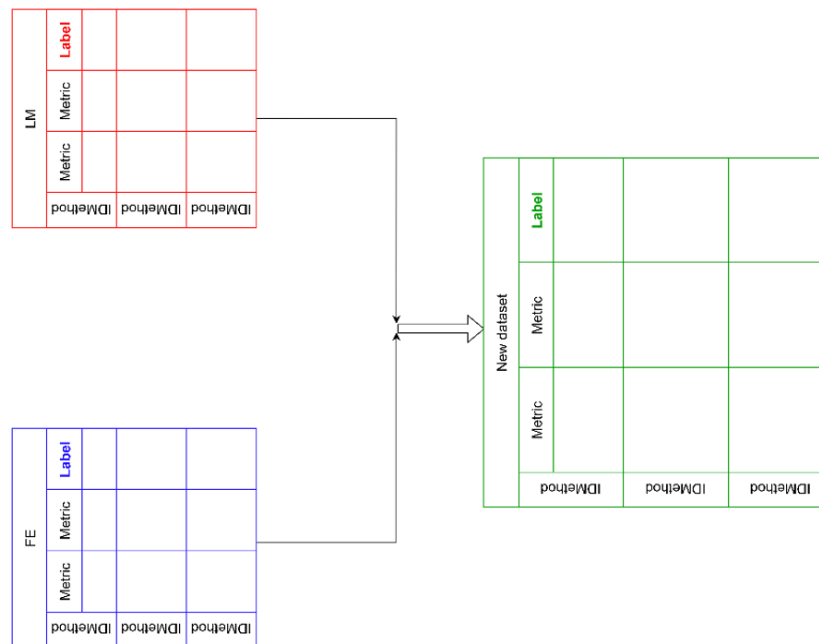 LM
Metric Metric Label
IDMethod
IDMethod
IDMethod
FE
Metric Metric Label
IDMethod
IDMethod
IDMethod
New dataset
Metric Metric Label
IDMethod
IDMethod
IDMethod